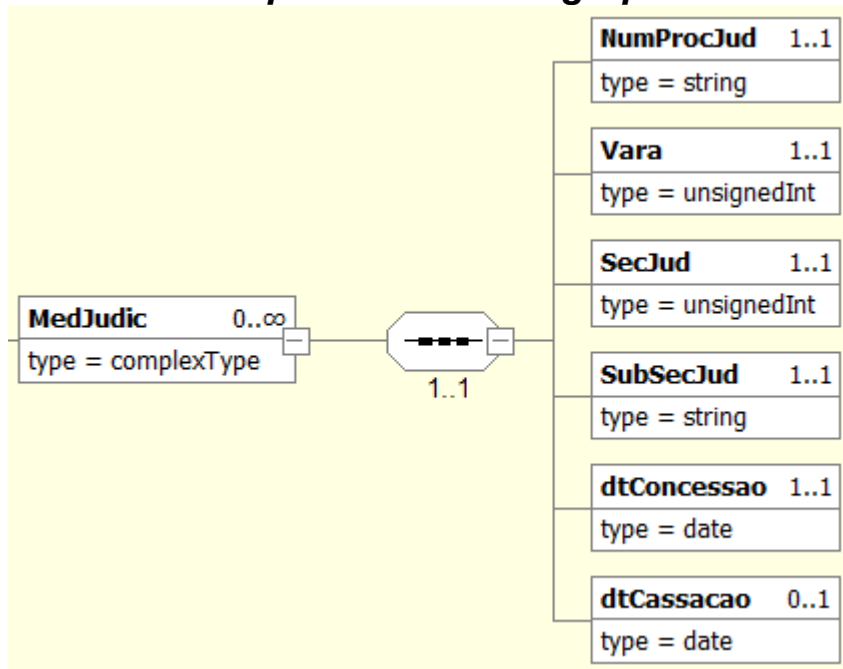 NumProcJud 1..1
type = string
Vara 1..1
type = unsignedInt
SecJud 1..1
type = unsignedInt
MedJudic 0..∞
type = complexType
1..1
SubSecJud 1..1
type = string
dtConcessao 1..1
type = date
dtCassacao 0..1
type = date